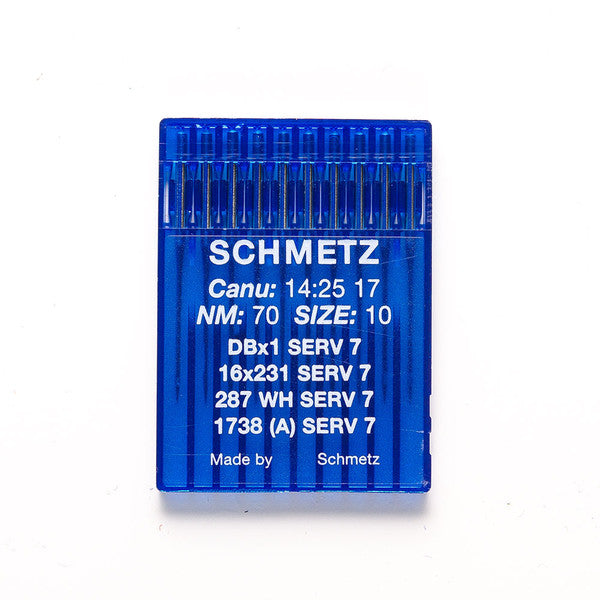 SCHMETZ
Canu: 14:25 17
NM: 70 SIZE: 10
DBx1 SERV 7
16x231 SERV 7
287 WH SERV 7
1738 (A) SERV 7
Made by Schmetz